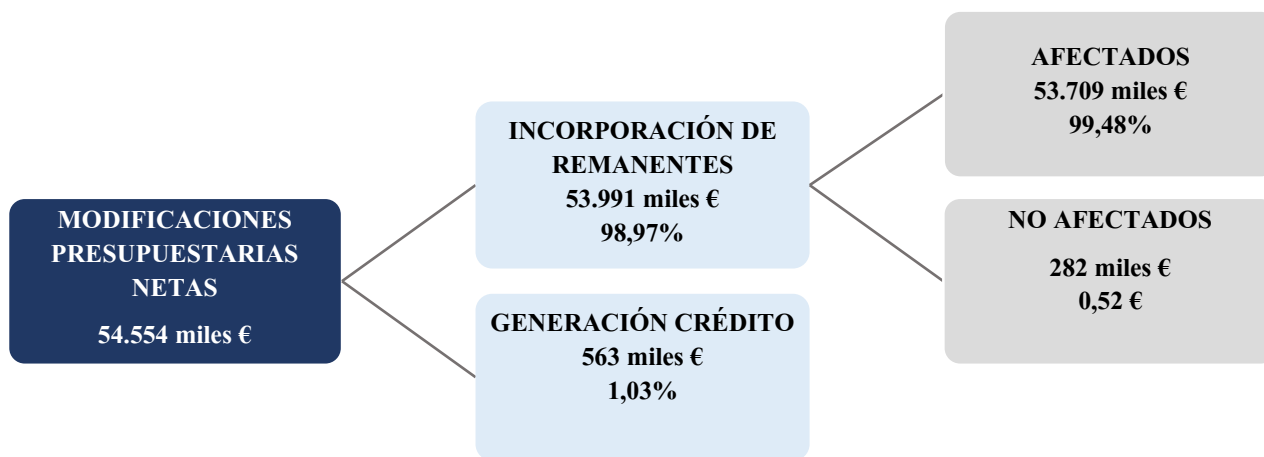 MODIFICACIONES
PRESUPUESTARIAS
NETAS
54.554 miles €
INCORPORACIÓN DE
REMANENTES
53.991 miles €
98,97%
GENERACIÓN CRÉDITO
563 miles €
1,03%
AFECTADOS
53.709 miles €
99,48%
NO AFECTADOS
282 miles €
0,52 €